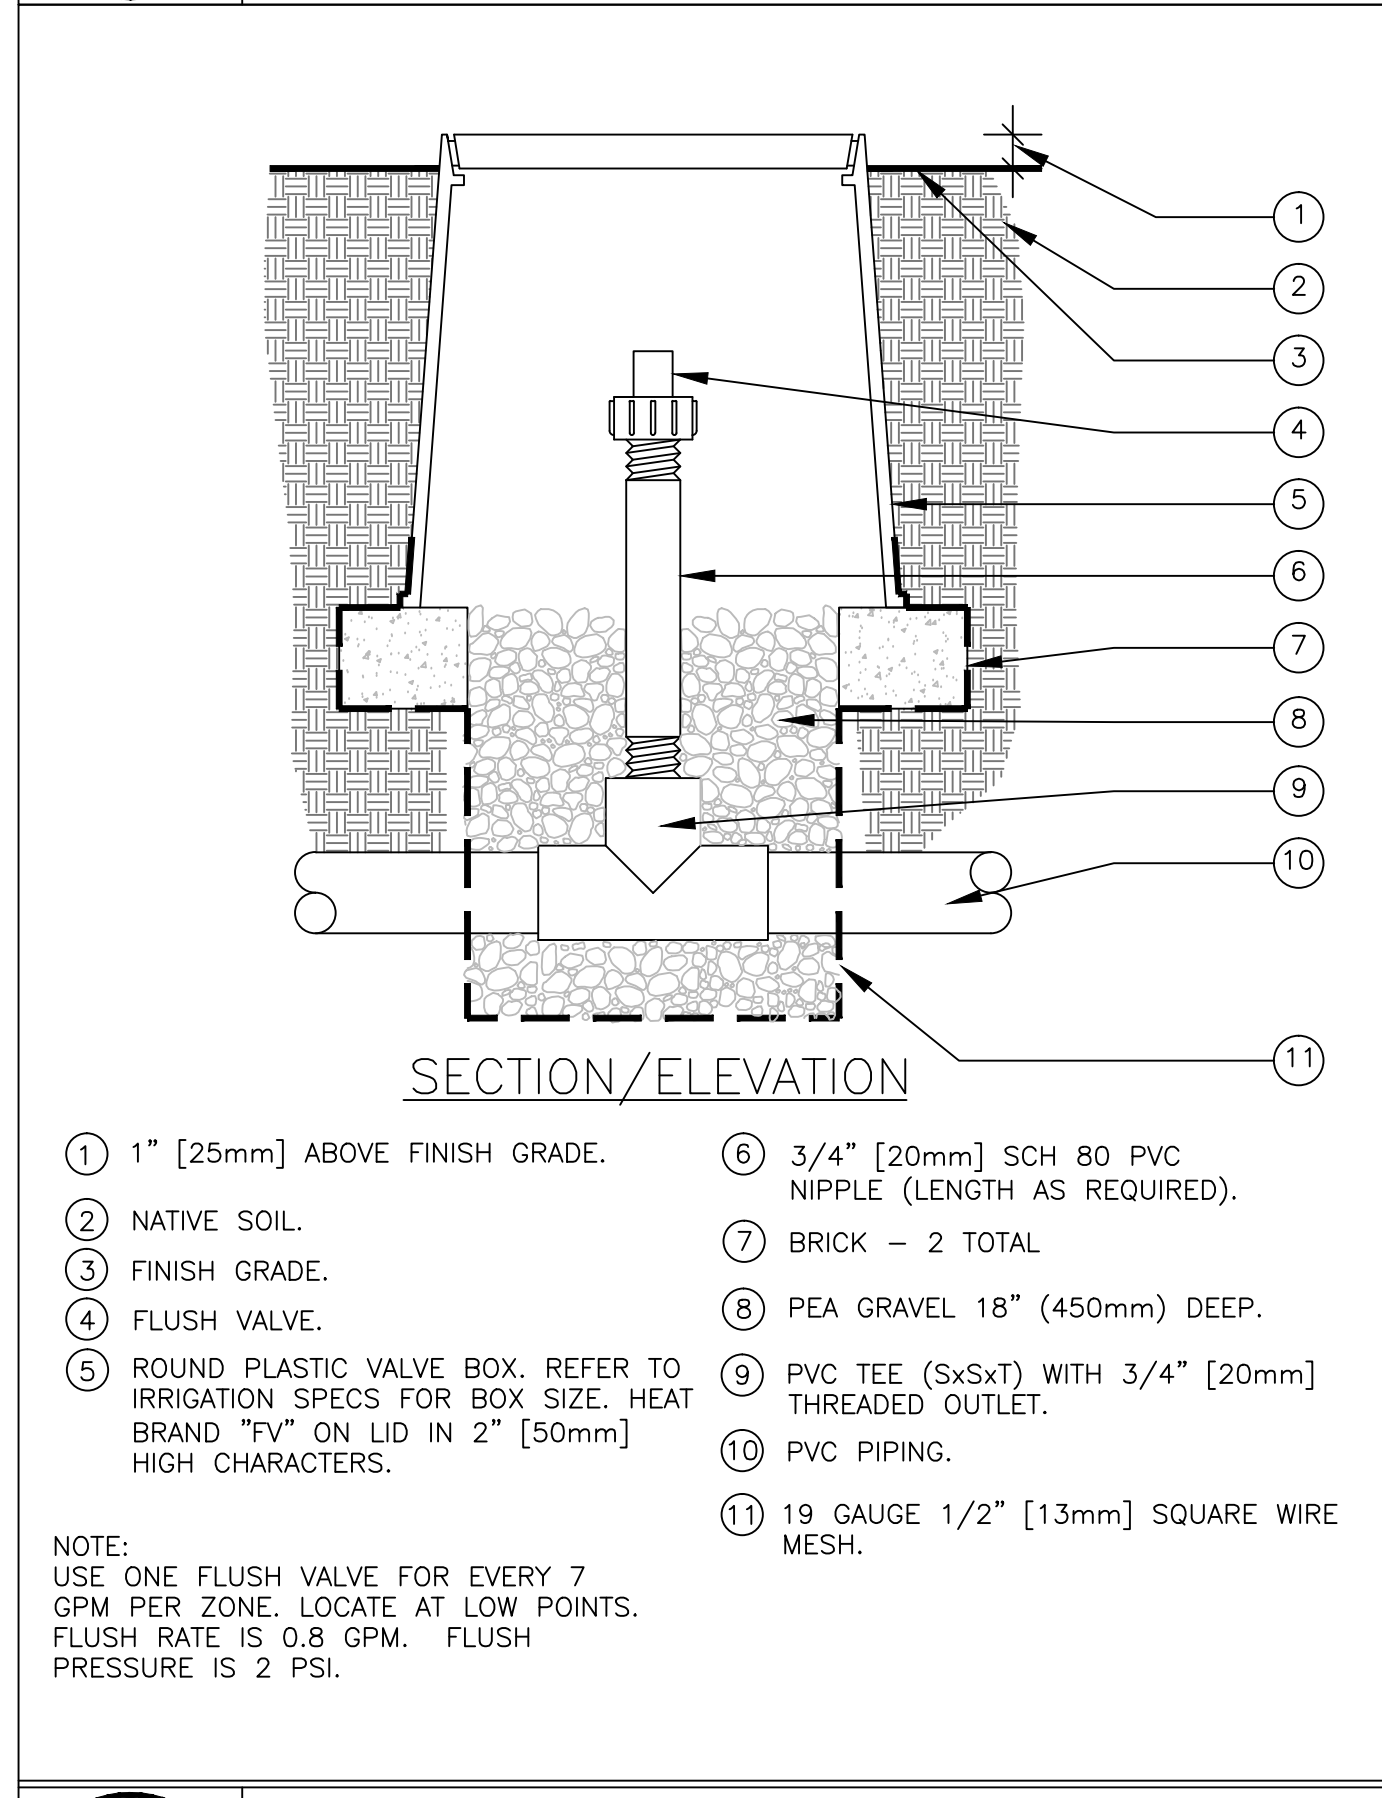 1
2
3
4
5
6
7
8
9
10
11
SECTION/ELEVATION
1 1” [25mm] ABOVE FINISH GRADE.
2 NATIVE SOIL.
3 FINISH GRADE.
4 FLUSH VALVE.
5 ROUND PLASTIC VALVE BOX. REFER TO
IRRIGATION SPECS FOR BOX SIZE. HEAT
BRAND "FV" ON LID IN 2” [50mm]
HIGH CHARACTERS.
6 3/4” [20mm] SCH 80 PVC
NIPPLE (LENGTH AS REQUIRED).
7 BRICK – 2 TOTAL
8 PEA GRAVEL 18” (450mm) DEEP.
9 PVC TEE (SxSxT) WITH 3/4” [20mm]
THREADED OUTLET.
10 PVC PIPING.
11 19 GAUGE 1/2” [13mm] SQUARE WIRE
MESH.
NOTE:
USE ONE FLUSH VALVE FOR EVERY 7
GPM PER ZONE. LOCATE AT LOW POINTS.
FLUSH RATE IS 0.8 GPM. FLUSH
PRESSURE IS 2 PSI.